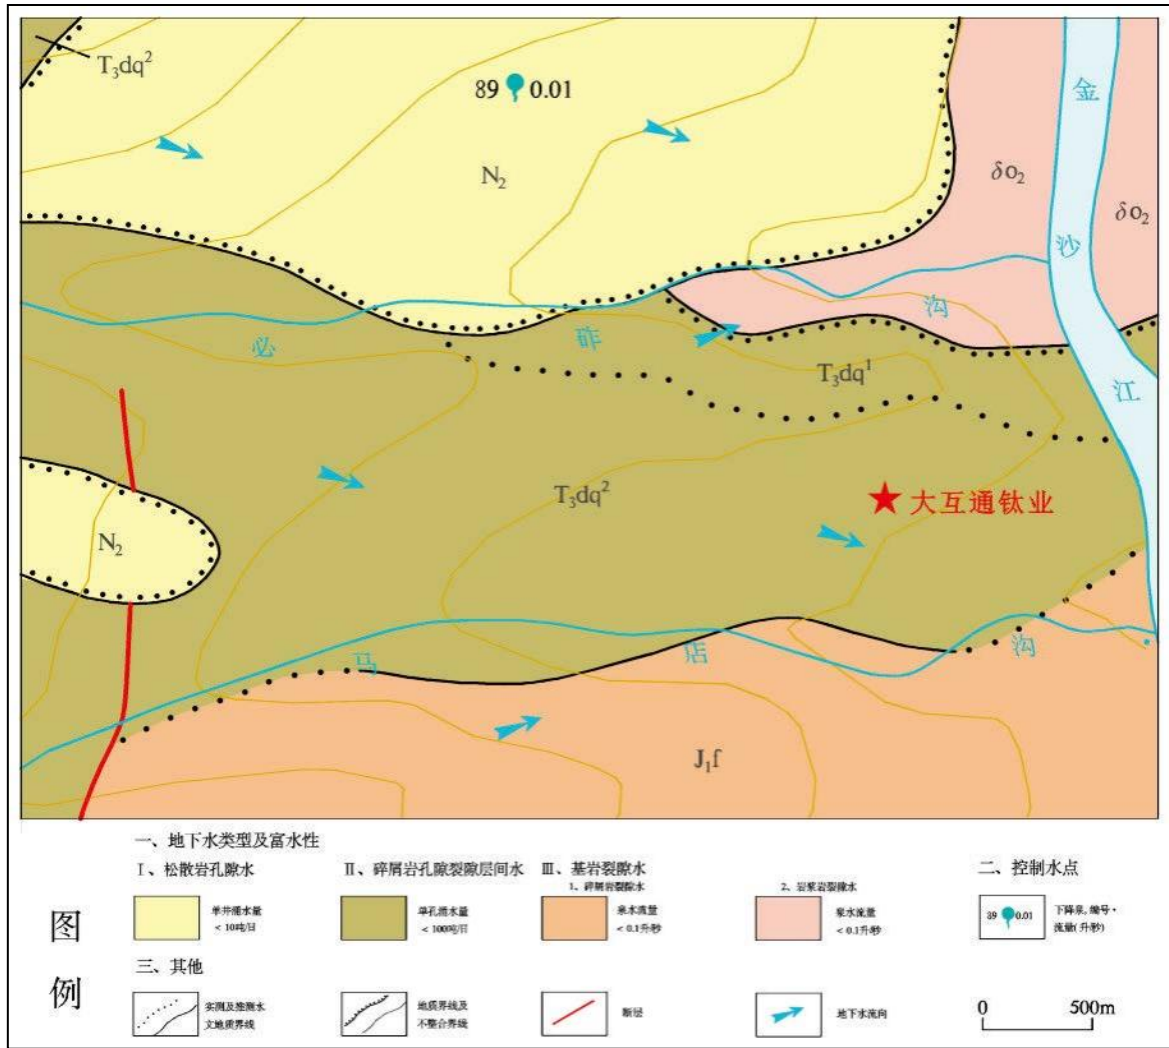 T₃dq²
89 0.01
N₂
δo₂
δo₂
金
沙
江
必
砟
沟
T₃dq¹
T₃dq²
大互通钛业
N₂
马
店
沟
J₁f
图
例
一、地下水类型及富水性
Ⅰ、松散岩孔隙水
Ⅱ、碎屑岩孔隙裂隙层间水
Ⅲ、基岩裂隙水
1、碎屑岩裂隙水
2、岩浆岩裂隙水
二、控制水点
单井涌水量
< 10吨/日
单孔涌水量
< 100吨/日
泉水流量
< 0.1升/秒
泉水流量
< 0.1升/秒
89 0.01
下降泉,编号·
流量(升/秒)
三、其他
实测及推测水
文地质界线
地质界线及
不整合界线
断层
地下水流向
0 500m